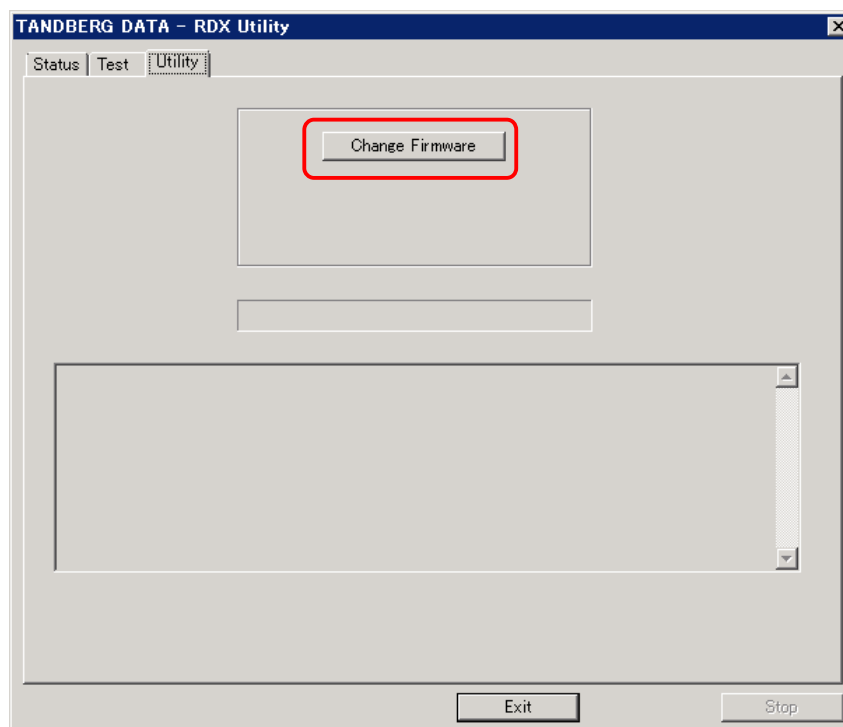 TANDBERG DATA - RDX Utility
Status Test Utility
Change Firmware
Exit Stop